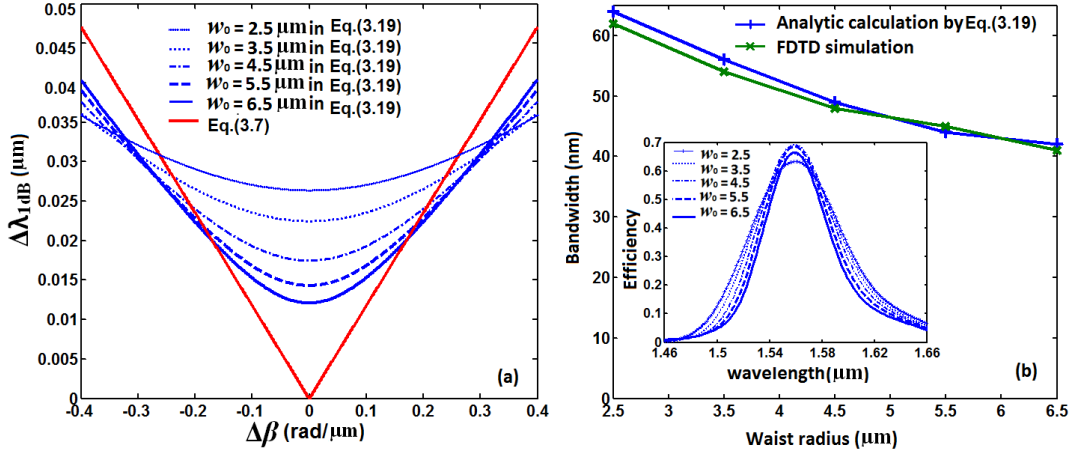 0.05
0.045
0.04
0.035
0.03
0.025
0.02
0.015
0.01
0.005
0
Δλ1dB (μm)
w0 = 2.5 μm in Eq.(3.19)
w0 = 3.5 μm in Eq.(3.19)
w0 = 4.5 μm in Eq.(3.19)
w0 = 5.5 μm in Eq.(3.19)
w0 = 6.5 μm in Eq.(3.19)
Eq.(3.7)
(a)
-0.4 -0.3 -0.2 -0.1 0 0.1 0.2 0.3 0.4
Δβ (rad/μm)
60
50
40
30
20
10
0
Bandwidth (nm)
Analytic calculation by Eq.(3.19)
FDTD simulation
0.7
0.6
0.5
0.4
0.3
0.2
0.1
0
Efficiency
w0 = 2.5
w0 = 3.5
w0 = 4.5
w0 = 5.5
w0 = 6.5
1.46 1.5 1.54 1.58 1.62 1.66
wavelength(μm)
(b)
2.5 3.5 4.5 5.5 6.5
Waist radius (μm)